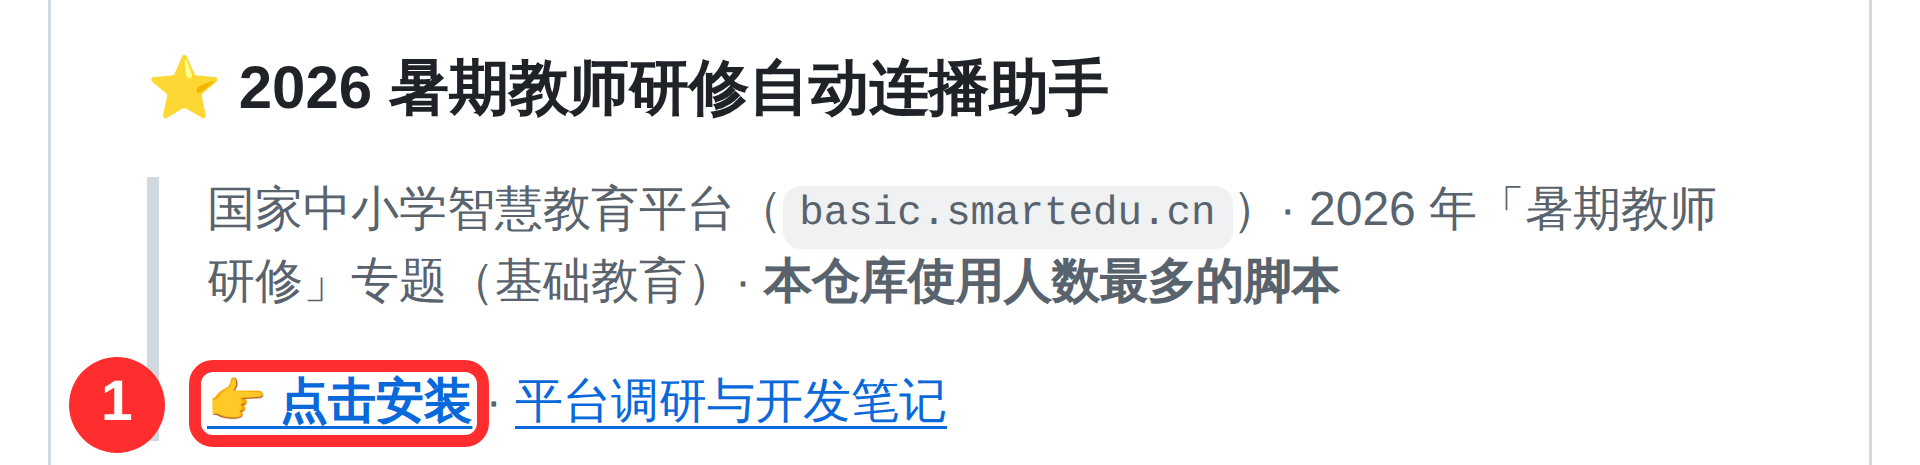 ⭐ 2026 暑期教师研修自动连播助手
国家中小学智慧教育平台（basic.smartedu.cn）· 2026 年「暑期教师
研修」专题（基础教育）· 本仓库使用人数最多的脚本
1 👉 点击安装 · 平台调研与开发笔记